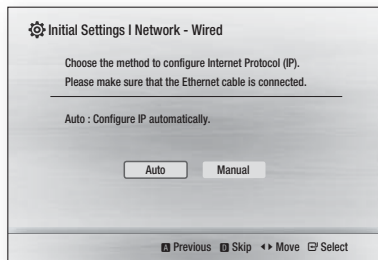 Initial Settings I Network - Wired
Choose the method to configure Internet Protocol (IP).
Please make sure that the Ethernet cable is connected.
Auto : Configure IP automatically.
Auto Manual
A Previous D Skip Move Select